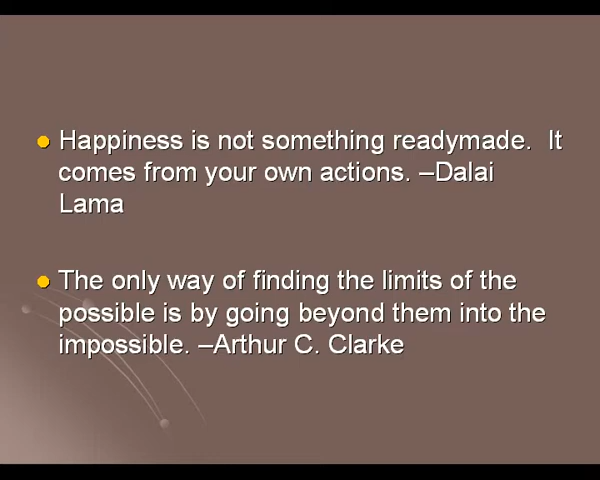 Happiness is not something readymade.  It
comes from your own actions. –Dalai
Lama
The only way of finding the limits of the
possible is by going beyond them into the
impossible. –Arthur C. Clarke